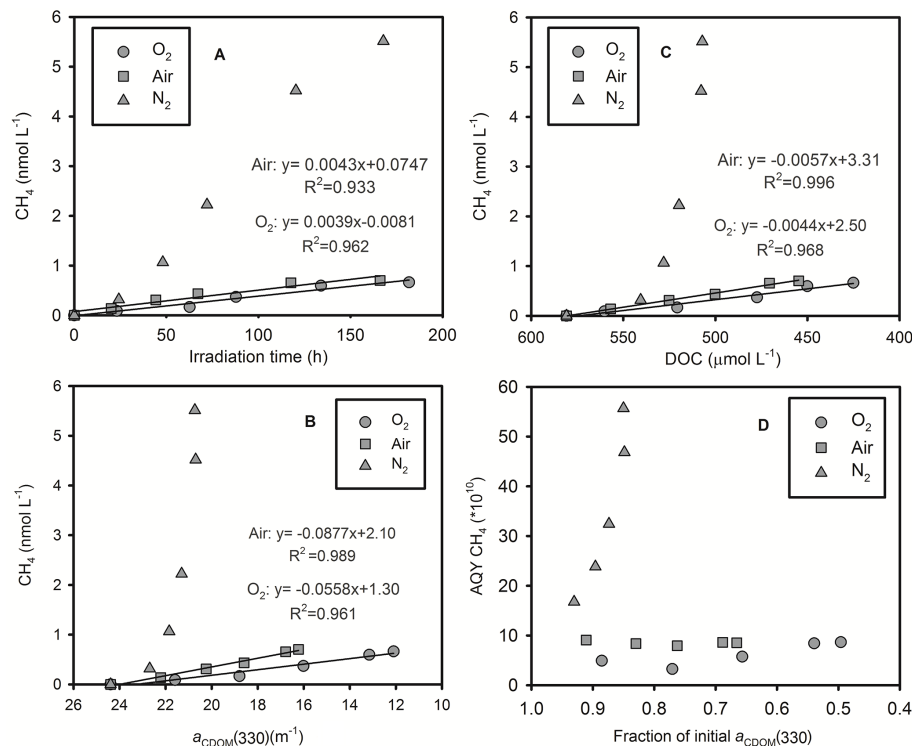 6
5
4
3
2
1
0
CH4 (nmol L-1)
O2
Air
N2
A
Air: y= 0.0043x+0.0747
R2=0.933
O2: y= 0.0039x-0.0081
R2=0.962
0 50 100 150 200
Irradiation time (h)
6
5
4
3
2
1
0
CH4 (nmol L-1)
O2
Air
N2
C
Air: y= -0.0057x+3.31
R2=0.996
O2: y= -0.0044x+2.50
R2=0.968
600 550 500 450 400
DOC (μmol L-1)
6
5
4
3
2
1
0
CH4 (nmol L-1)
B
O2
Air
N2
Air: y= -0.0877x+2.10
R2 =0.989
O2: y= -0.0558x+1.30
R2=0.961
26 24 22 20 18 16 14 12 10
aCDOM(330)(m-1)
60
50
40
30
20
10
0
AQY CH4 (*1010)
D
O2
Air
N2
1.0 0.9 0.8 0.7 0.6 0.5 0.4
Fraction of initial aCDOM(330)